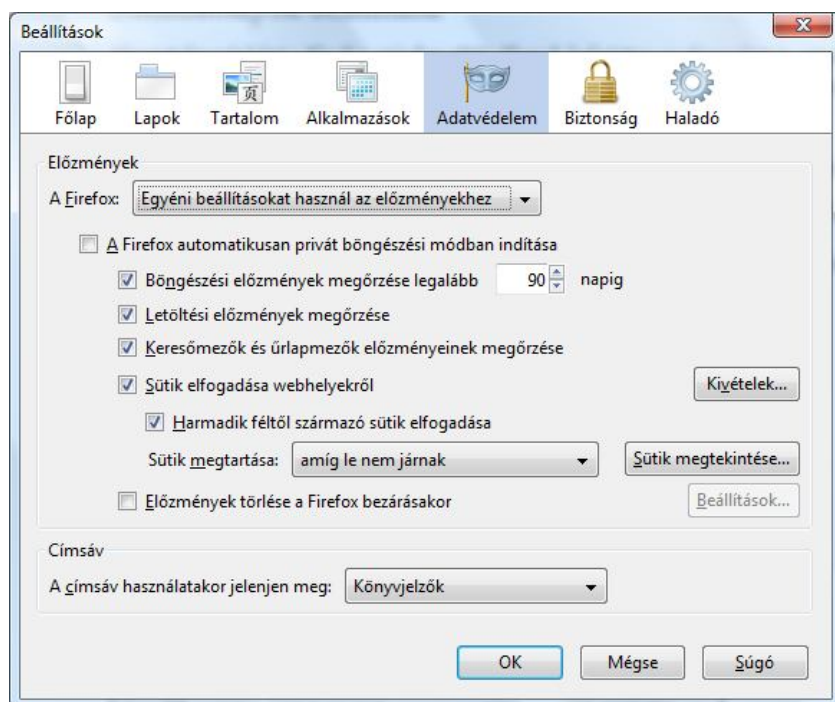 Beállítások
Főlap Lapok Tartalom Alkalmazások Adatvédelem Biztonság Haladó
Előzmények
A Firefox: Egyéni beállításokat használ az előzményekhez
A Firefox automatikusan privát böngészési módban indítása
Böngészési előzmények megőrzése legalább 90 napig
Letöltési előzmények megőrzése
Keresőmezők és űrlapmezők előzményeinek megőrzése
Sütik elfogadása webhelyekről Kivételek...
Harmadik féltől származó sütik elfogadása
Sütik megtartása: amíg le nem járnak Sütik megtekintése...
Előzmények törlése a Firefox bezárásakor Beállítások...
Címsáv
A címsáv használatakor jelenjen meg: Könyvjelzők
OK Mégse Súgó